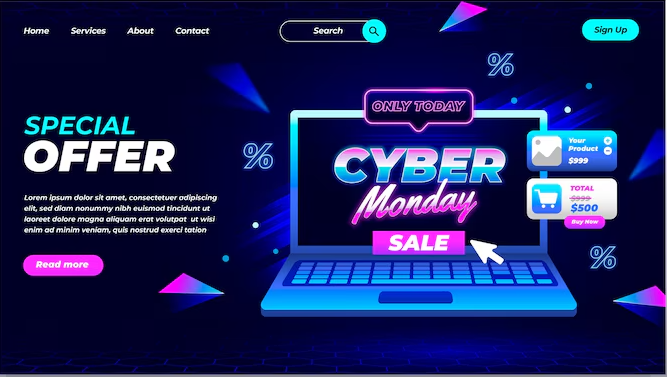 Home
Services
About
Contact
Search
Sign Up
SPECIAL
OFFER
Lorem ipsum dolor sit amet, consectetuer adipiscing
elit, sed diam nonummy nibh euismod tincidunt ut
laoreet dolore magna aliquam erat volutpat ut wisi
enim ad minim veniam, quis nostrud exerci tation
Read more
%
%
ONLY TODAY
CYBER
Monday
SALE
Your
Product
$999
TOTAL
$999
$500
Buy Now
%